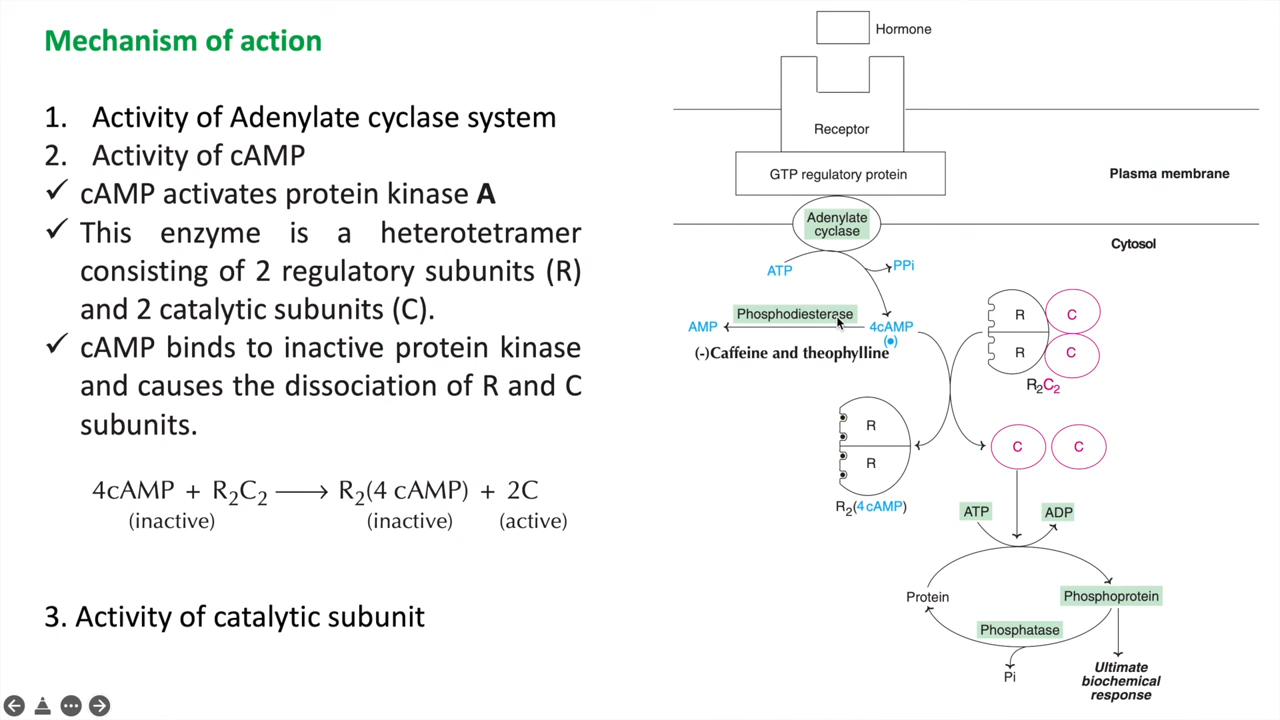 Mechanism of action
1. Activity of Adenylate cyclase system
2. Activity of cAMP
✓ cAMP activates protein kinase A
✓ This enzyme is a heterotetramer
consisting of 2 regulatory subunits (R)
and 2 catalytic subunits (C).
✓ cAMP binds to inactive protein kinase
and causes the dissociation of R and C
subunits.
4cAMP + R₂C₂ ⟶ R₂(4 cAMP) + 2C
(inactive) (inactive) (active)
3. Activity of catalytic subunit
Hormone
Receptor
GTP regulatory protein
Plasma membrane
Adenylate
cyclase
Cytosol
ATP
PPi
Phosphodiesterase
AMP
4cAMP
(-)Caffeine and theophylline
R C
R C
R₂C₂
R
R
R₂(4cAMP)
C C
ATP ADP
Protein
Phosphoprotein
Phosphatase
Pi
Ultimate
biochemical
response